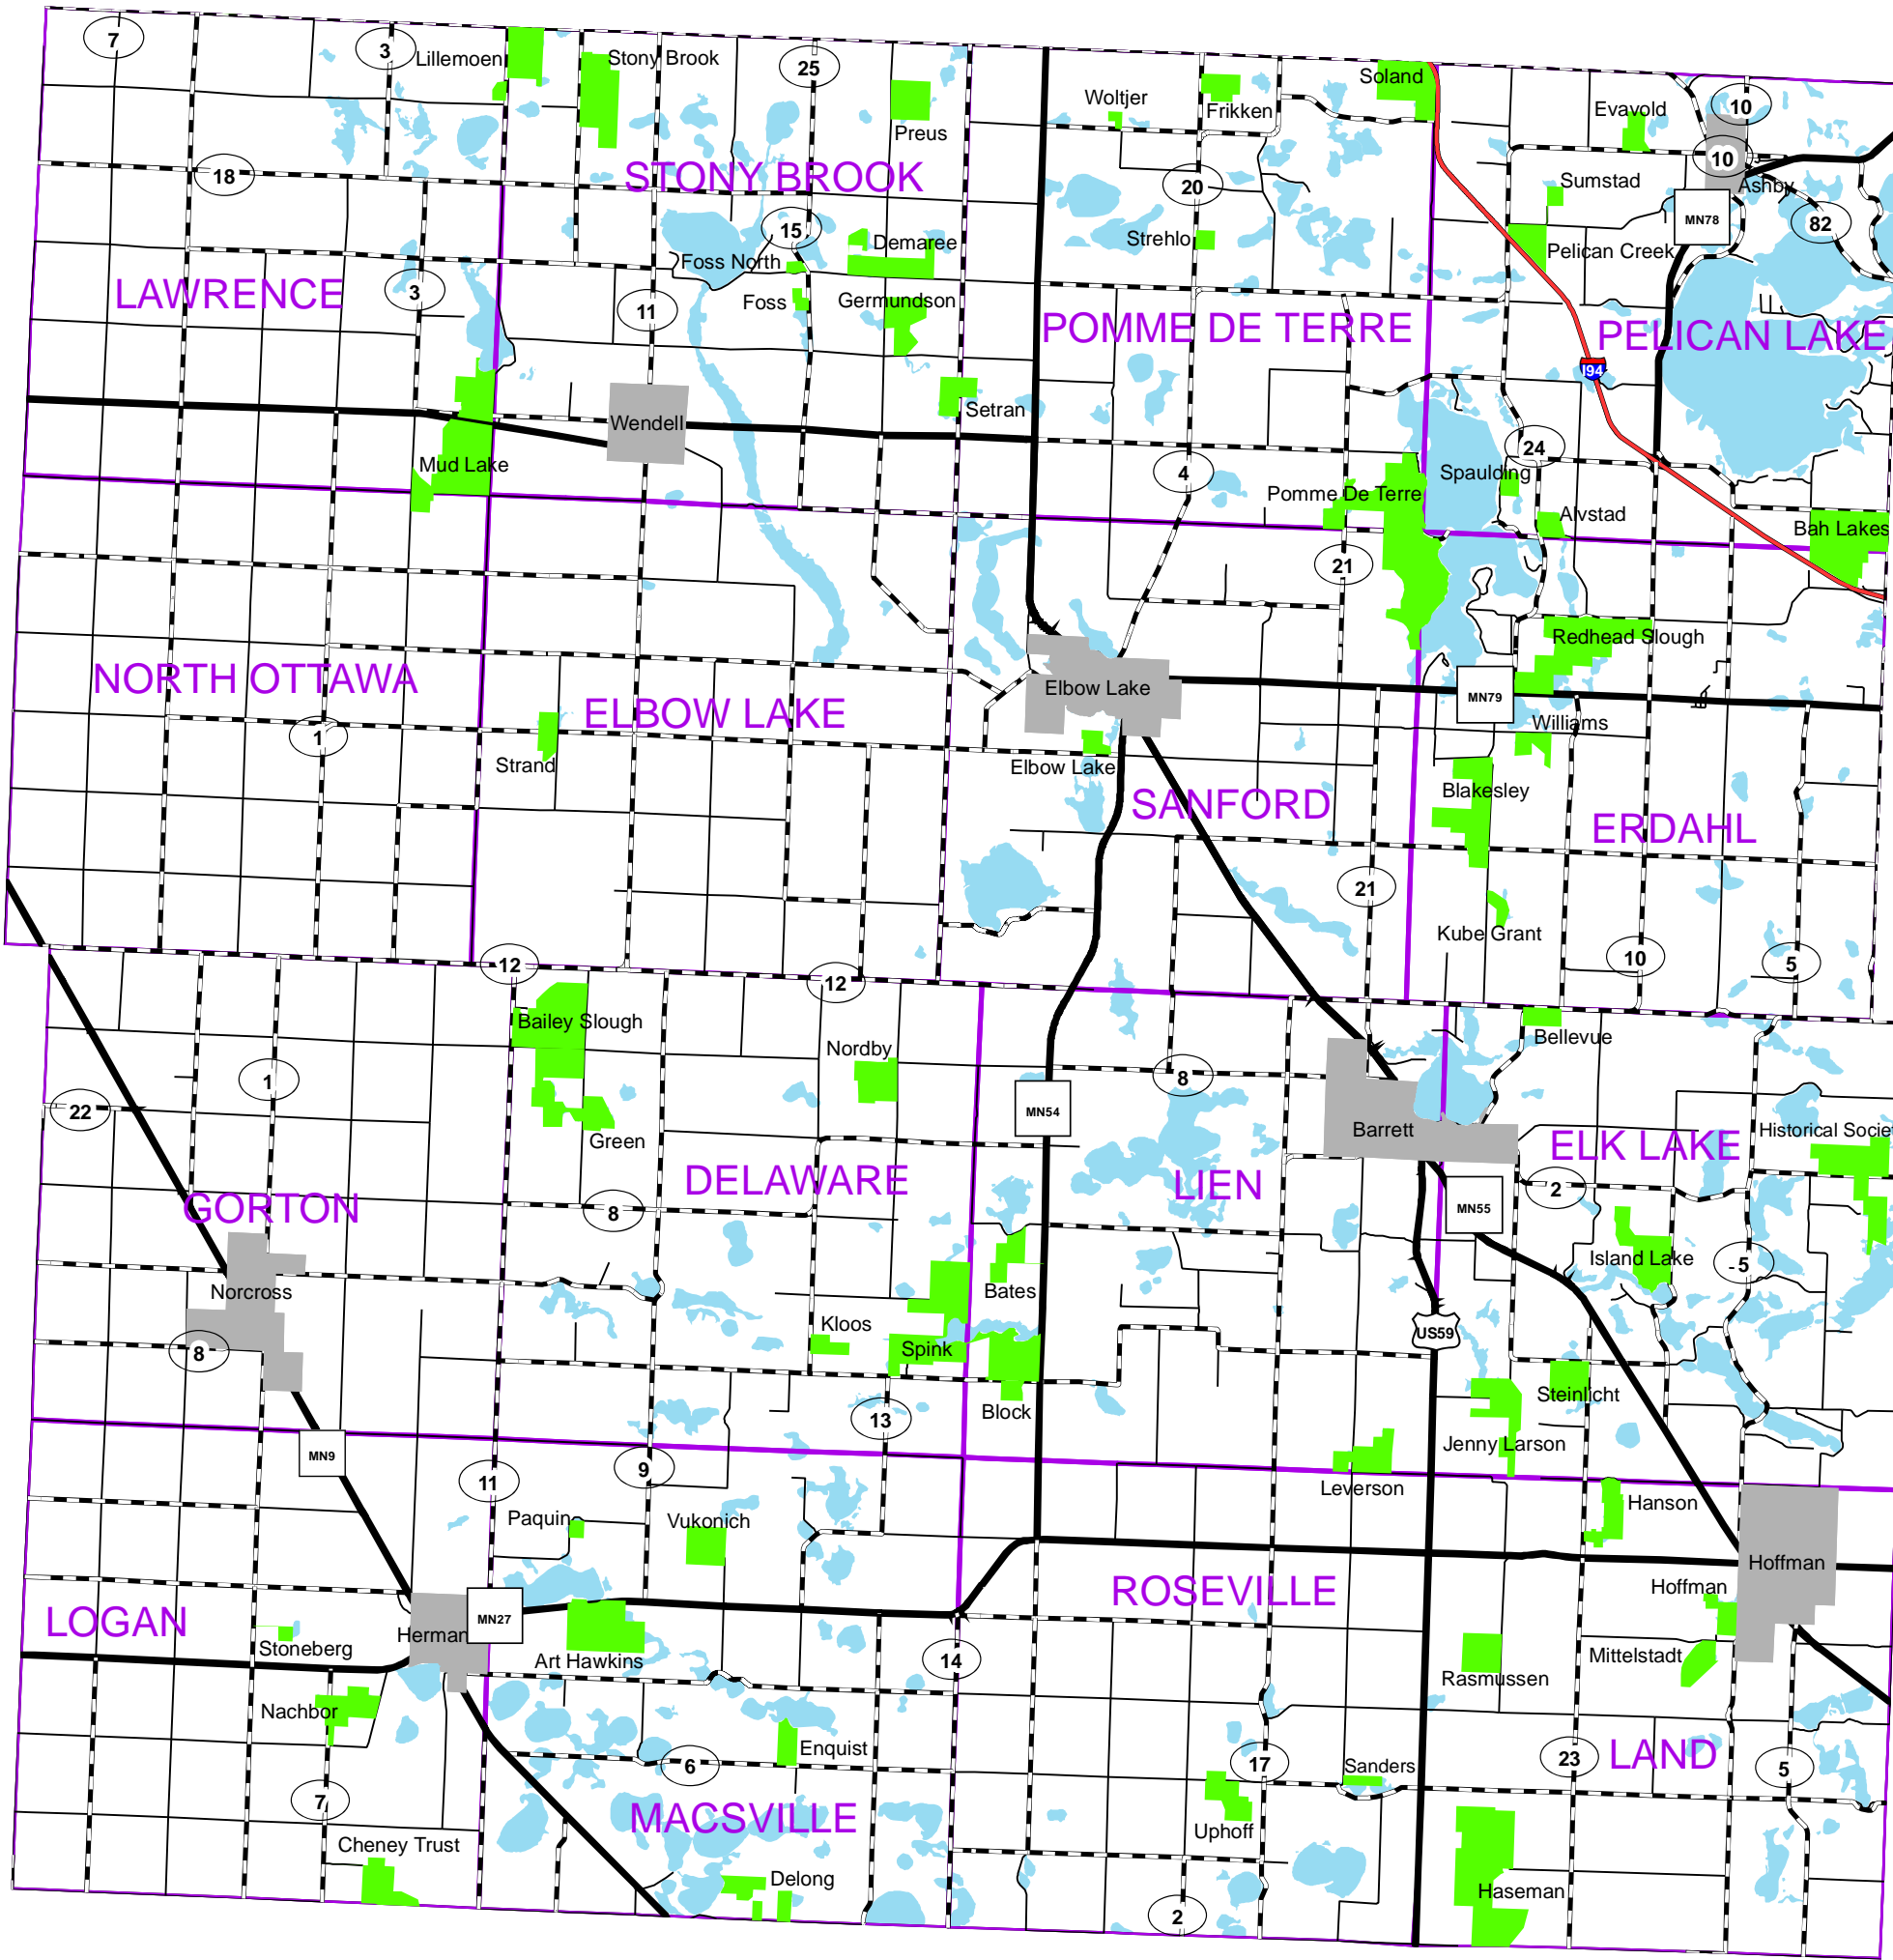 7
3
Lillemoen
Stony Brook
25
Preus
Woltjer
Frikken
Soland
Evavold
10
10
Ashby
MN78
82
18
STONY BROOK
20
Sumstad
Pelican Creek
15
Demaree
Foss North
Strehlo
LAWRENCE
3
11
Foss
Germundson
POMME DE TERRE
PELICAN LAKE
I94
Setran
Wendell
Mud Lake
4
24
Spaulding
Pomme De Terre
Alvstad
Bah Lakes
21
Redhead Slough
NORTH OTTAWA
ELBOW LAKE
Elbow Lake
MN79
Williams
1
Strand
Elbow Lake
SANFORD
Blakesley
ERDAHL
21
Kube Grant
10
5
12
12
Bailey Slough
Nordby
Bellevue
1
22
8
MN54
Green
Barrett
ELK LAKE
Historical Societ
DELAWARE
LIEN
2
MN55
GORTON
8
Island Lake
-5
Norcross
Bates
Kloos
8
Spink
US59
Block
13
Steinlicht
Jenny Larson
MN9
11
9
Leverson
Hanson
Paquin
Vukonich
Hoffman
Hoffman
ROSEVILLE
LOGAN
MN27
Herman
Stoneberg
Art Hawkins
14
Mittelstadt
Rasmussen
Nachbor
Enquist
6
17
Sanders
23
LAND
5
7
MACSVILLE
Uphoff
Cheney Trust
Delong
Haseman
2